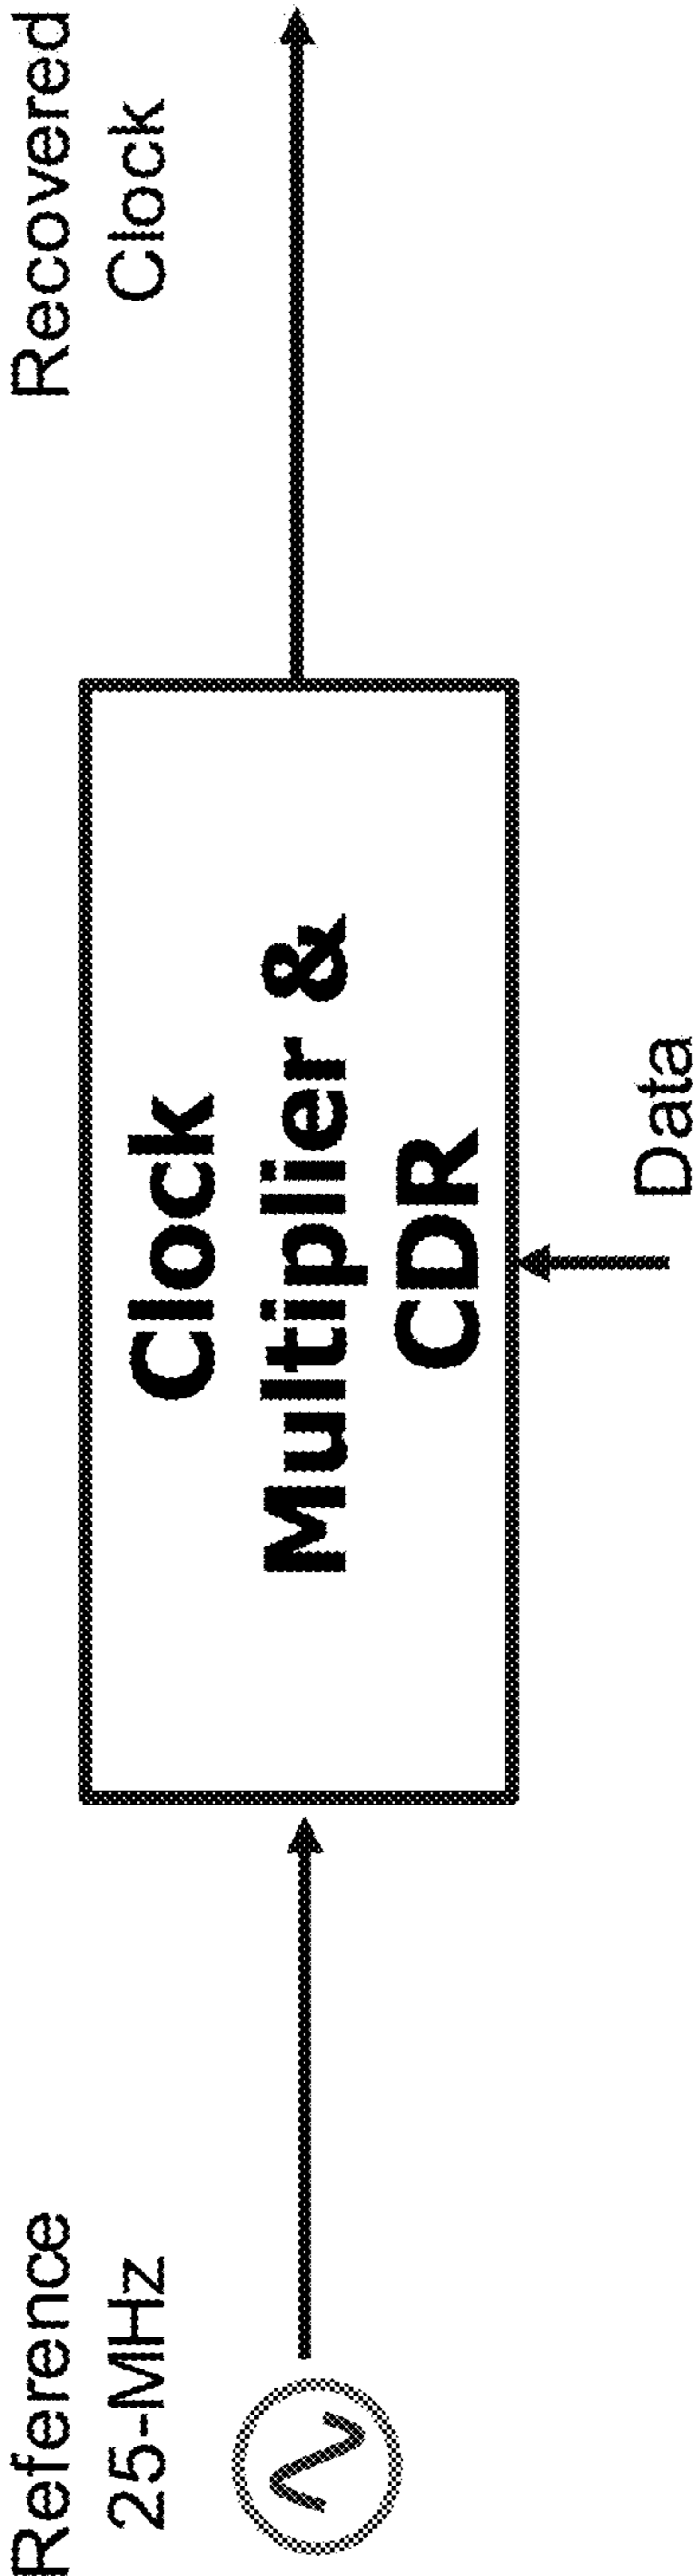 Reference
25-MHz
Clock
Multiplier &
CDR
Data
Recovered
Clock